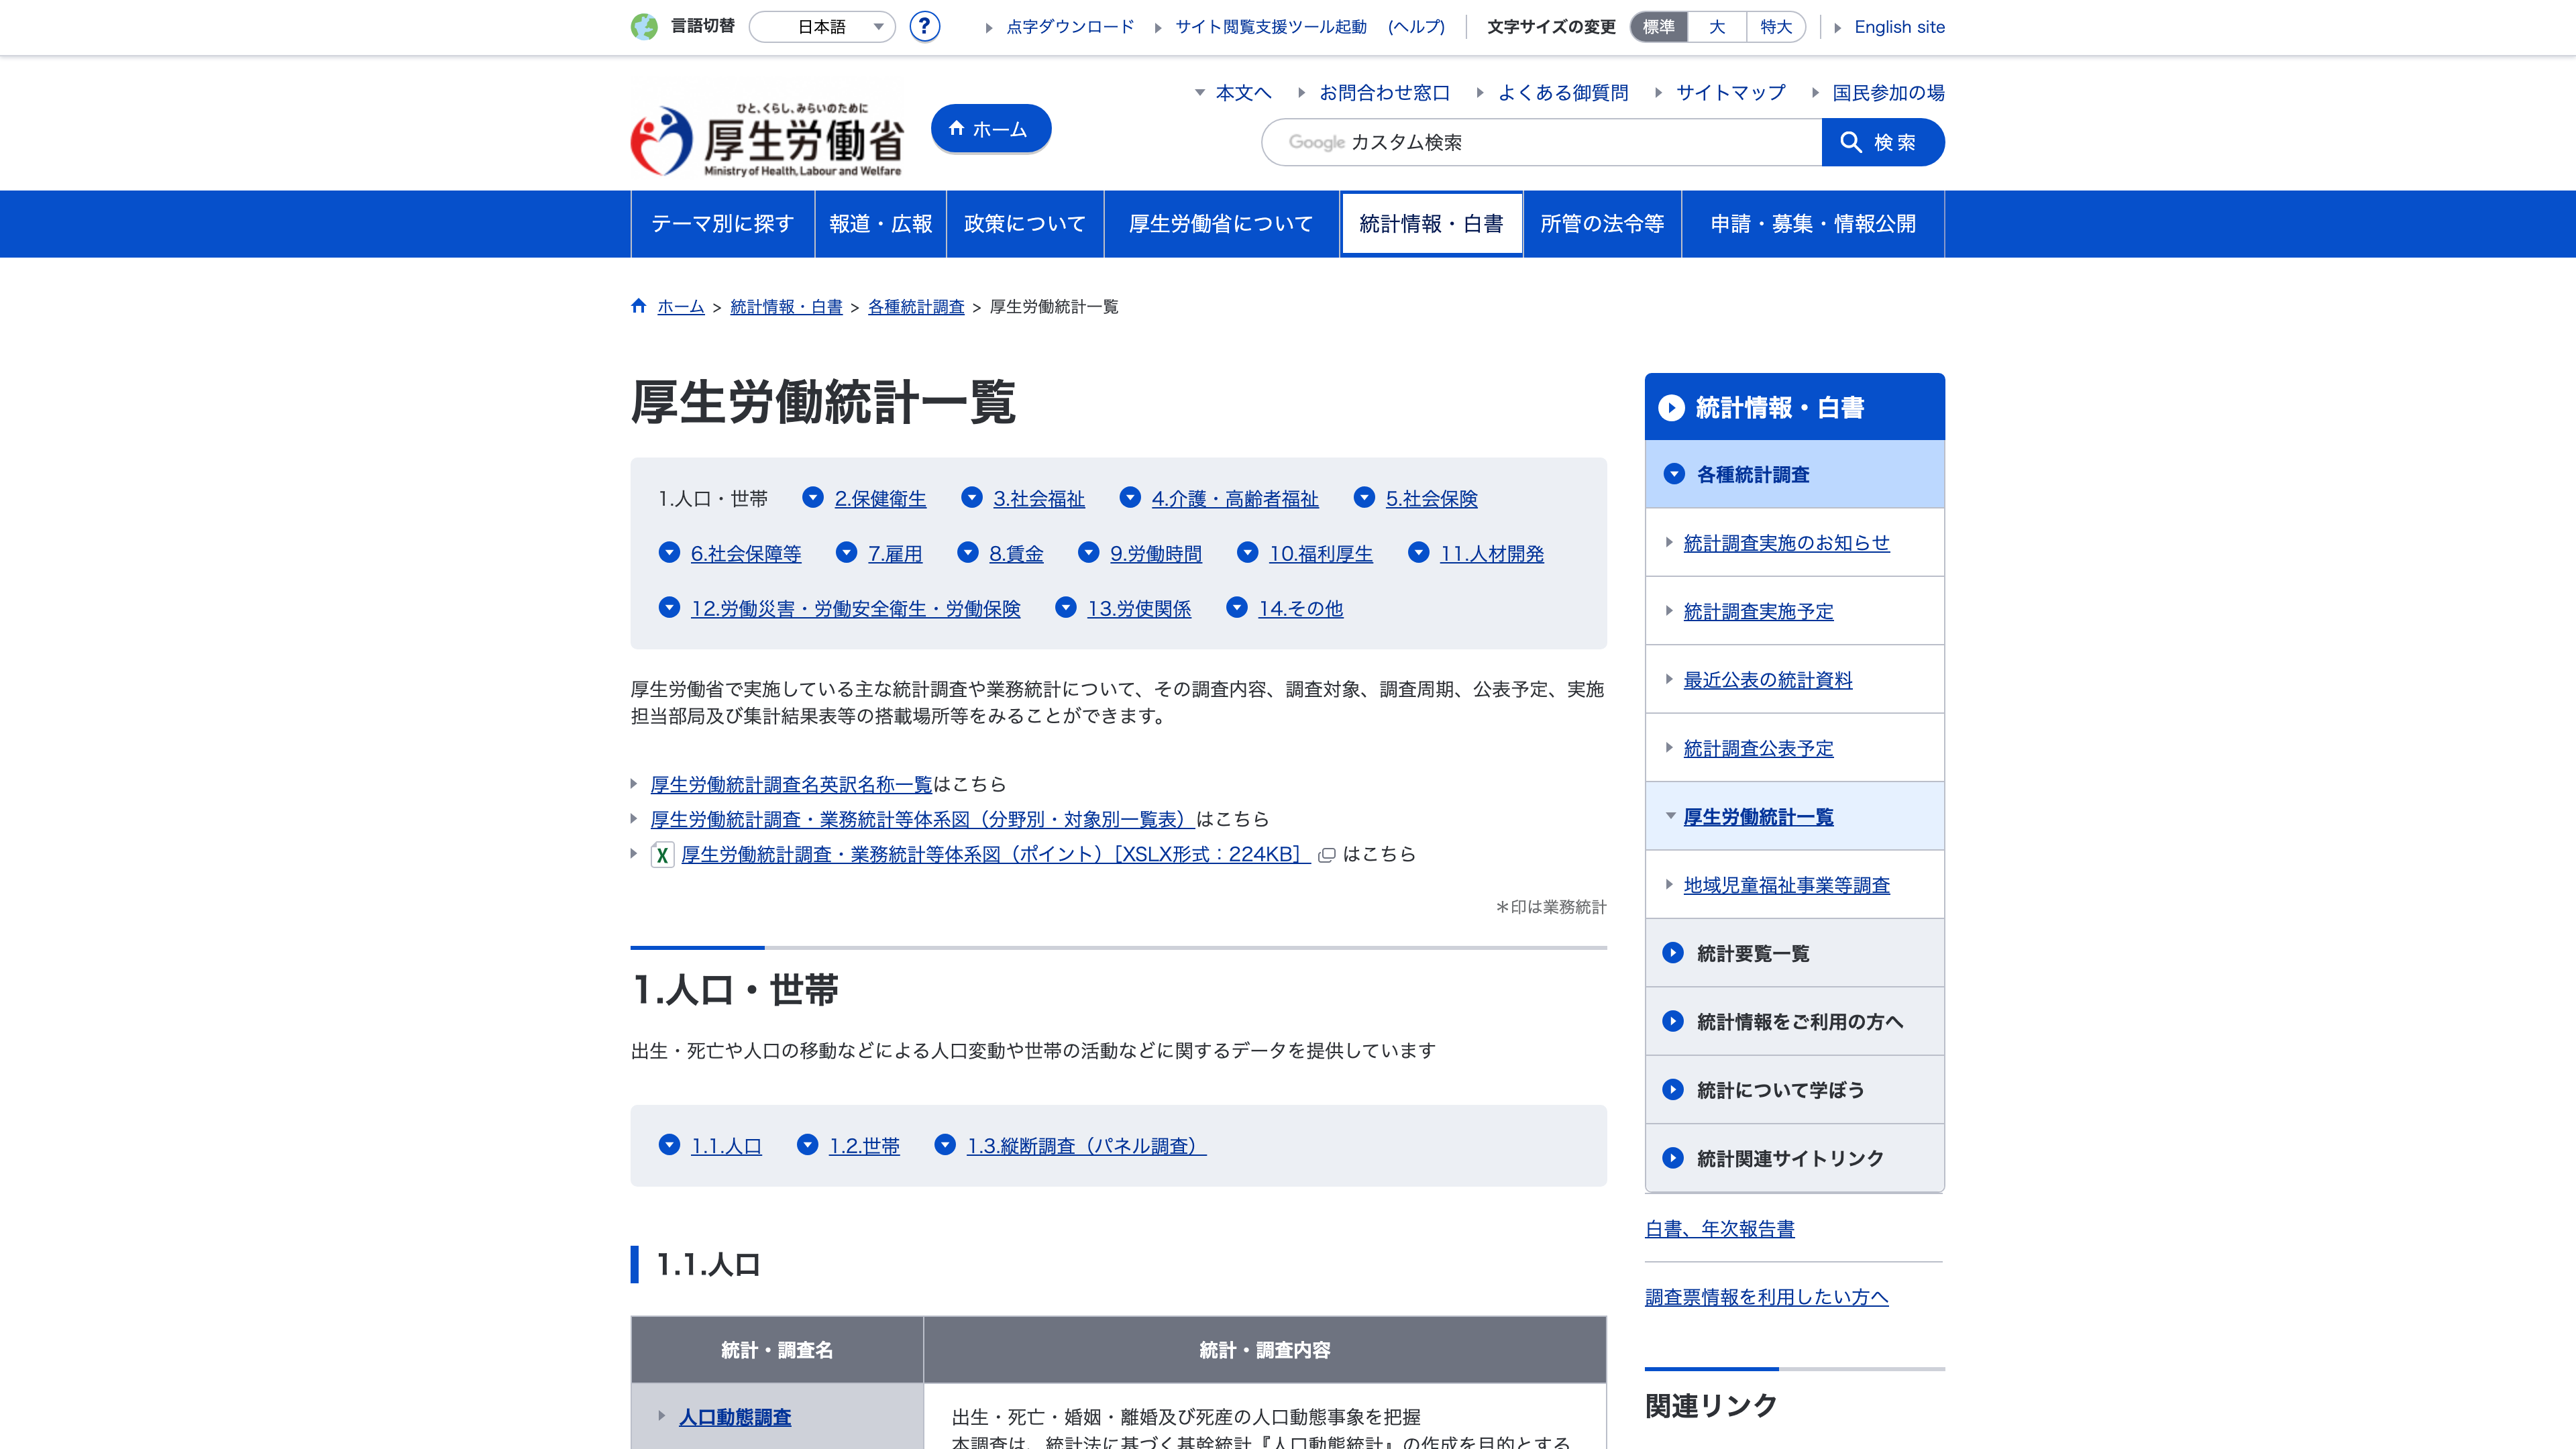 言語切替 日本語 ? 点字ダウンロード サイト閲覧支援ツール起動 (ヘルプ) 文字サイズの変更 標準 大 特大 English site
本文へ お問合わせ窓口 よくある御質問 サイトマップ 国民参加の場
ひと、くらし、みらいのために
厚生労働省
Ministry of Health, Labour and Welfare
ホーム
Google カスタム検索 検索
テーマ別に探す 報道・広報 政策について 厚生労働省について 統計情報・白書 所管の法令等 申請・募集・情報公開
ホーム > 統計情報・白書 > 各種統計調査 > 厚生労働統計一覧
厚生労働統計一覧
1.人口・世帯 2.保健衛生 3.社会福祉 4.介護・高齢者福祉 5.社会保険
6.社会保障等 7.雇用 8.賃金 9.労働時間 10.福利厚生 11.人材開発
12.労働災害・労働安全衛生・労働保険 13.労使関係 14.その他
厚生労働省で実施している主な統計調査や業務統計について、その調査内容、調査対象、調査周期、公表予定、実施
担当部局及び集計結果表等の搭載場所等をみることができます。
厚生労働統計調査名英訳名称一覧はこちら
厚生労働統計調査・業務統計等体系図（分野別・対象別一覧表）はこちら
厚生労働統計調査・業務統計等体系図（ポイント）［XSLX形式：224KB］ はこちら
＊印は業務統計
1.人口・世帯
出生・死亡や人口の移動などによる人口変動や世帯の活動などに関するデータを提供しています
1.1.人口 1.2.世帯 1.3.縦断調査（パネル調査）
1.1.人口
統計・調査名 統計・調査内容
人口動態調査 出生・死亡・婚姻・離婚及び死産の人口動態事象を把握
本調査は、統計法に基づく基幹統計『人口動態統計』の作成を目的とする
統計情報・白書
各種統計調査
統計調査実施のお知らせ
統計調査実施予定
最近公表の統計資料
統計調査公表予定
厚生労働統計一覧
地域児童福祉事業等調査
統計要覧一覧
統計情報をご利用の方へ
統計について学ぼう
統計関連サイトリンク
白書、年次報告書
調査票情報を利用したい方へ
関連リンク